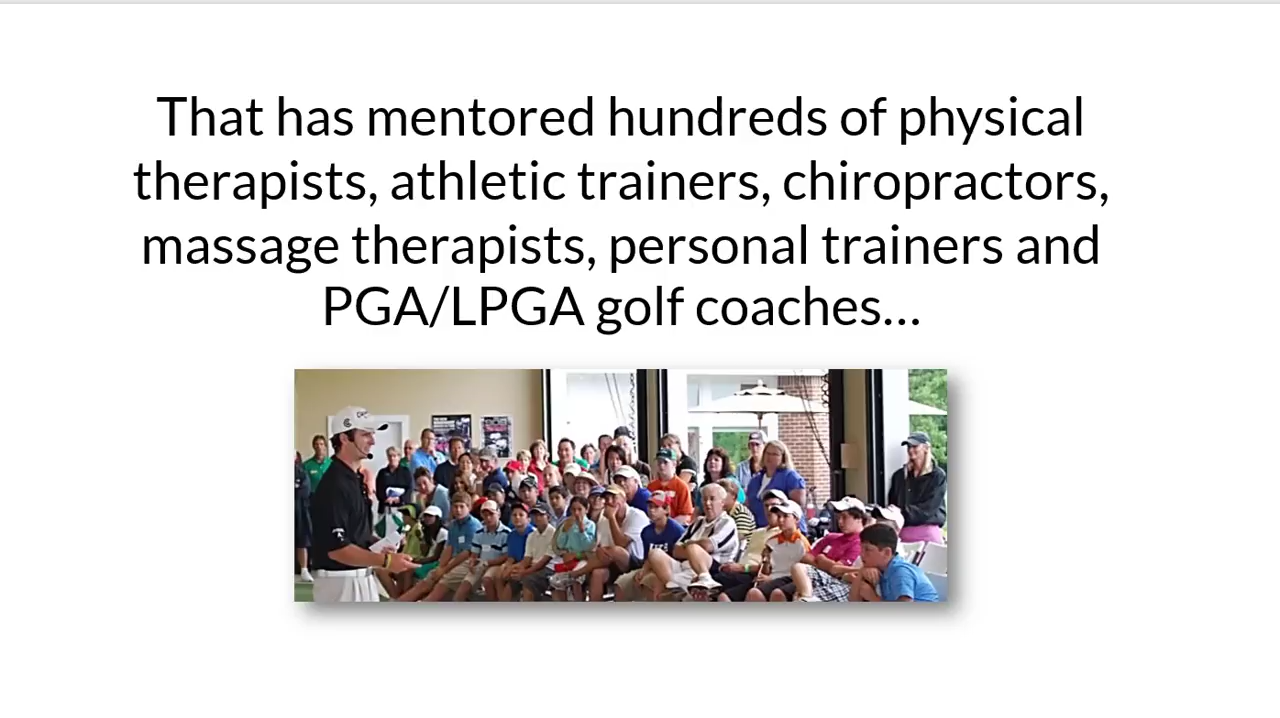 That has mentored hundreds of physical
therapists, athletic trainers, chiropractors,
massage therapists, personal trainers and
PGA/LPGA golf coaches...